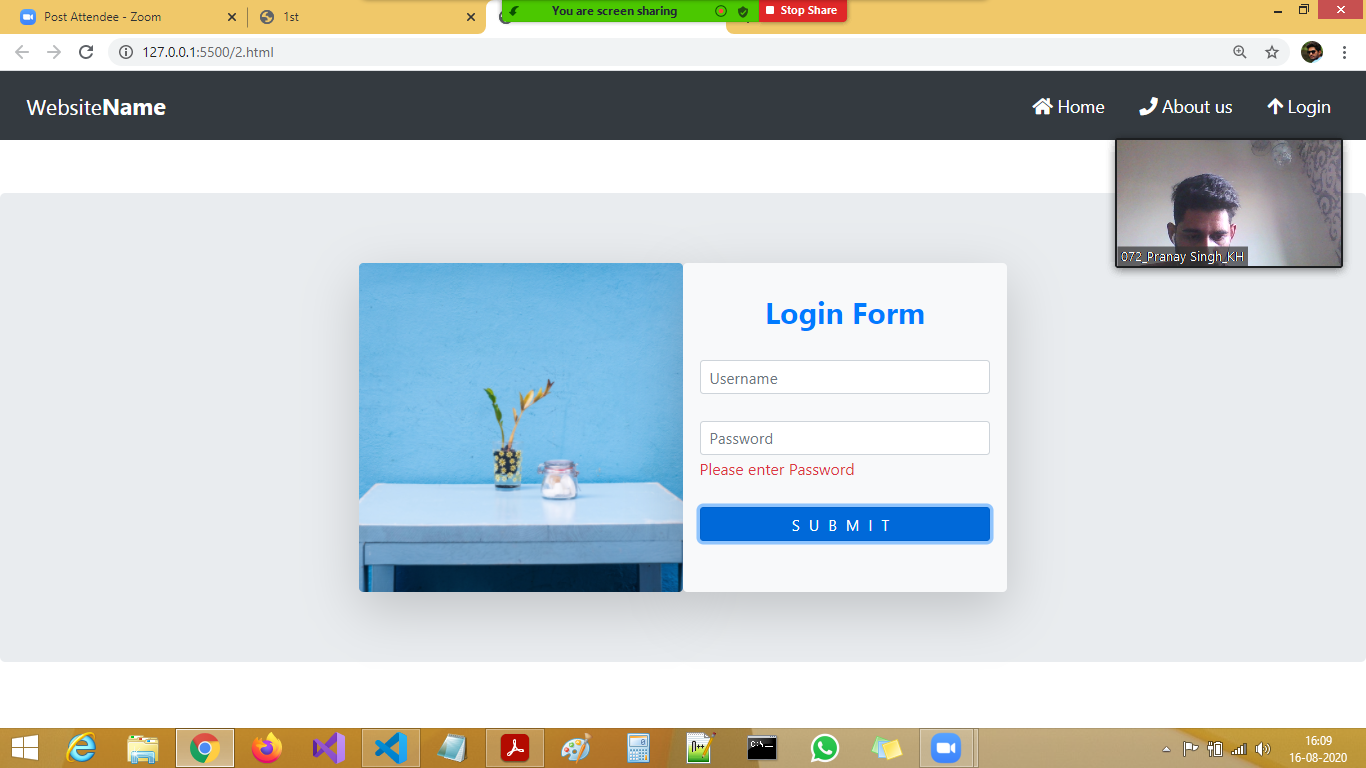 Post Attendee - Zoom
1st
You are screen sharing
Stop Share
127.0.0.1:5500/2.html
WebsiteName
Home
About us
Login
072_Pranay Singh_KH
Login Form
Username
Password
Please enter Password
SUBMIT
16:09
16-08-2020